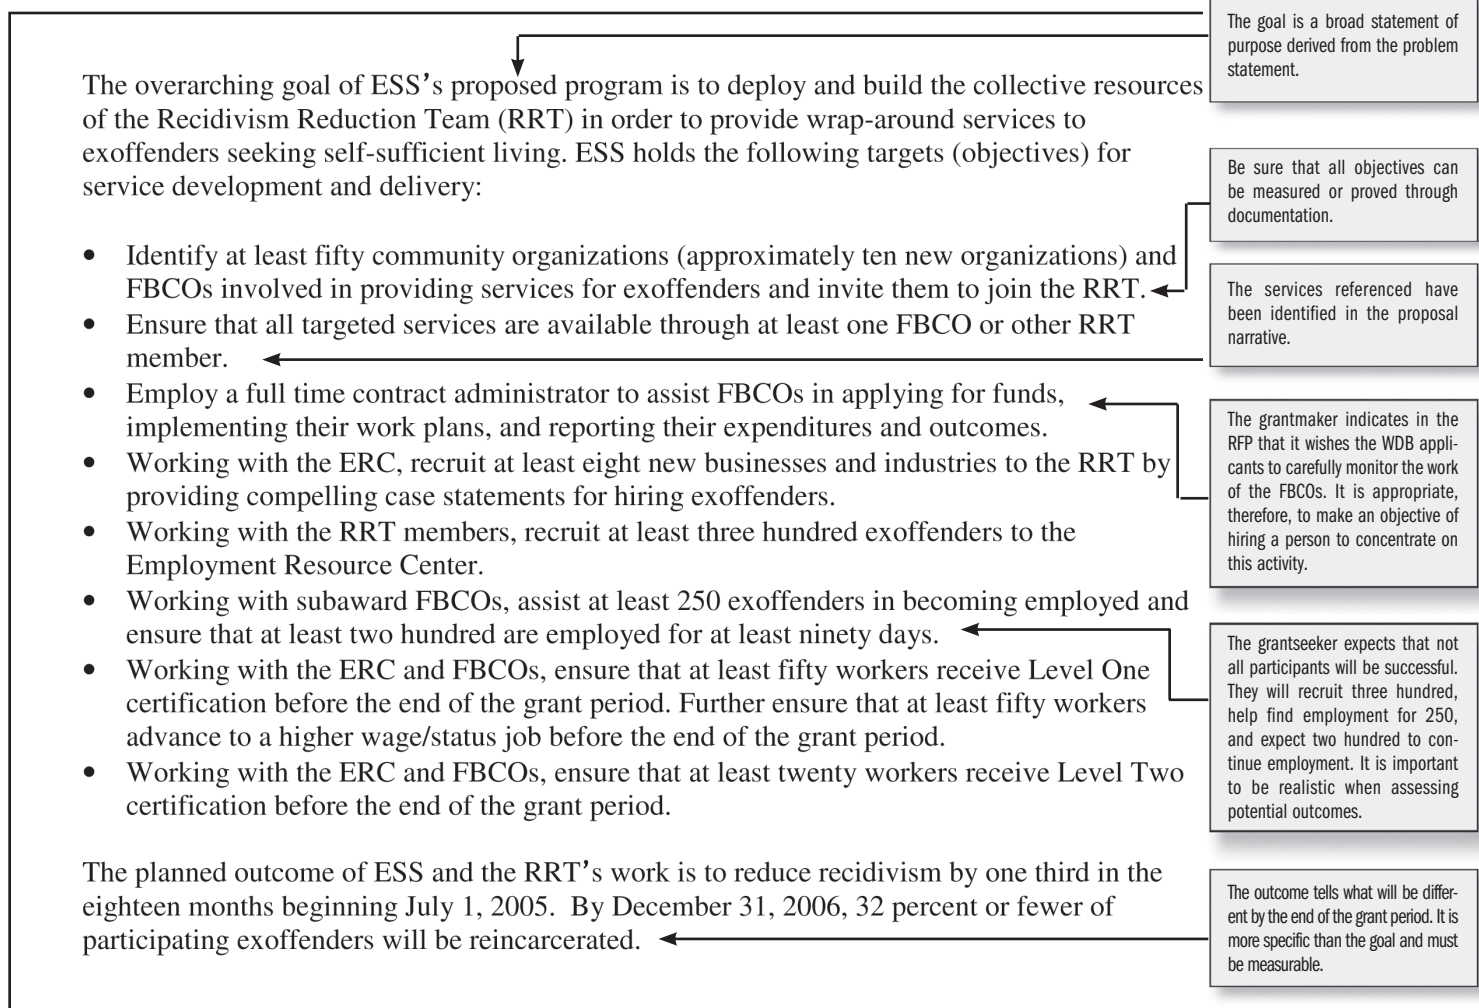 The overarching goal of ESS's proposed program is to deploy and build the collective resources
of the Recidivism Reduction Team (RRT) in order to provide wrap-around services to
exoffenders seeking self-sufficient living. ESS holds the following targets (objectives) for
service development and delivery:
• Identify at least fifty community organizations (approximately ten new organizations) and
FBCOs involved in providing services for exoffenders and invite them to join the RRT.
• Ensure that all targeted services are available through at least one FBCO or other RRT
member.
• Employ a full time contract administrator to assist FBCOs in applying for funds,
implementing their work plans, and reporting their expenditures and outcomes.
• Working with the ERC, recruit at least eight new businesses and industries to the RRT by
providing compelling case statements for hiring exoffenders.
• Working with the RRT members, recruit at least three hundred exoffenders to the
Employment Resource Center.
• Working with subaward FBCOs, assist at least 250 exoffenders in becoming employed and
ensure that at least two hundred are employed for at least ninety days.
• Working with the ERC and FBCOs, ensure that at least fifty workers receive Level One
certification before the end of the grant period. Further ensure that at least fifty workers
advance to a higher wage/status job before the end of the grant period.
• Working with the ERC and FBCOs, ensure that at least twenty workers receive Level Two
certification before the end of the grant period.
The planned outcome of ESS and the RRT's work is to reduce recidivism by one third in the
eighteen months beginning July 1, 2005. By December 31, 2006, 32 percent or fewer of
participating exoffenders will be reincarcerated.
The goal is a broad statement of
purpose derived from the problem
statement.
Be sure that all objectives can
be measured or proved through
documentation.
The services referenced have
been identified in the proposal
narrative.
The grantmaker indicates in the
RFP that it wishes the WDB appli-
cants to carefully monitor the work
of the FBCOs. It is appropriate,
therefore, to make an objective of
hiring a person to concentrate on
this activity.
The grantseeker expects that not
all participants will be successful.
They will recruit three hundred,
help find employment for 250,
and expect two hundred to con-
tinue employment. It is important
to be realistic when assessing
potential outcomes.
The outcome tells what will be differ-
ent by the end of the grant period. It is
more specific than the goal and must
be measurable.